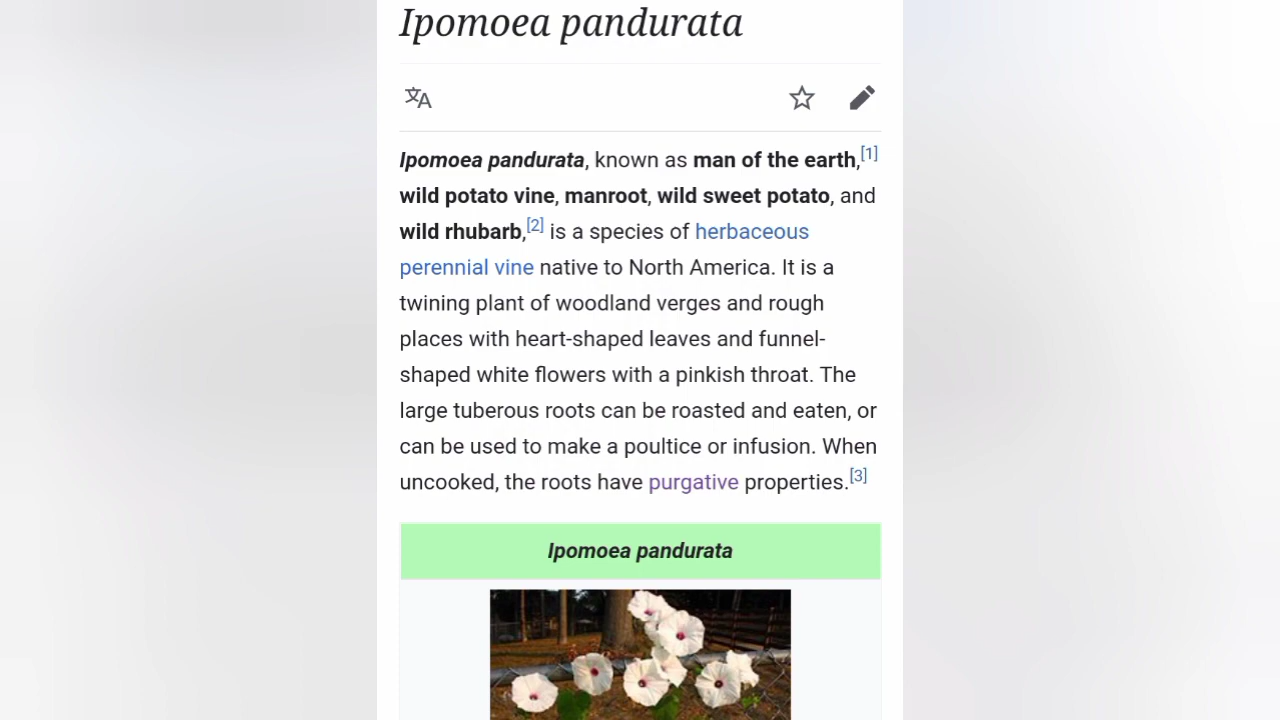 Ipomoea pandurata
Ipomoea pandurata, known as man of the earth,[1]
wild potato vine, manroot, wild sweet potato, and
wild rhubarb,[2] is a species of herbaceous
perennial vine native to North America. It is a
twining plant of woodland verges and rough
places with heart-shaped leaves and funnel-
shaped white flowers with a pinkish throat. The
large tuberous roots can be roasted and eaten, or
can be used to make a poultice or infusion. When
uncooked, the roots have purgative properties.[3]
Ipomoea pandurata